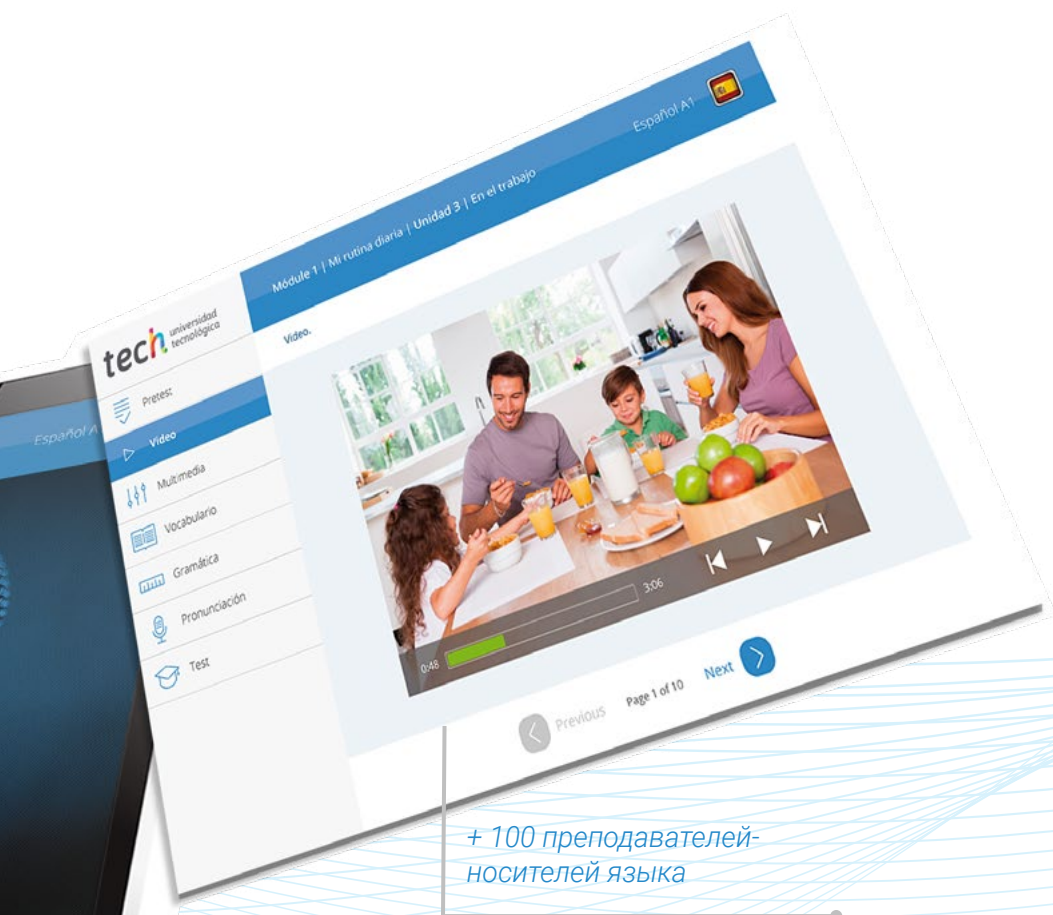 Español A1
Módule 1 | Mi rutina diaria | Unidad 3 | En el trabajo
tech universidad
tecnológica
Video.
Pretest
Video
Multimedia
Vocabulario
Gramática
Pronunciación
Test
0:48
3:06
Previous
Page 1 of 10
Next
Español A
+ 100 преподавателей-
носителей языка